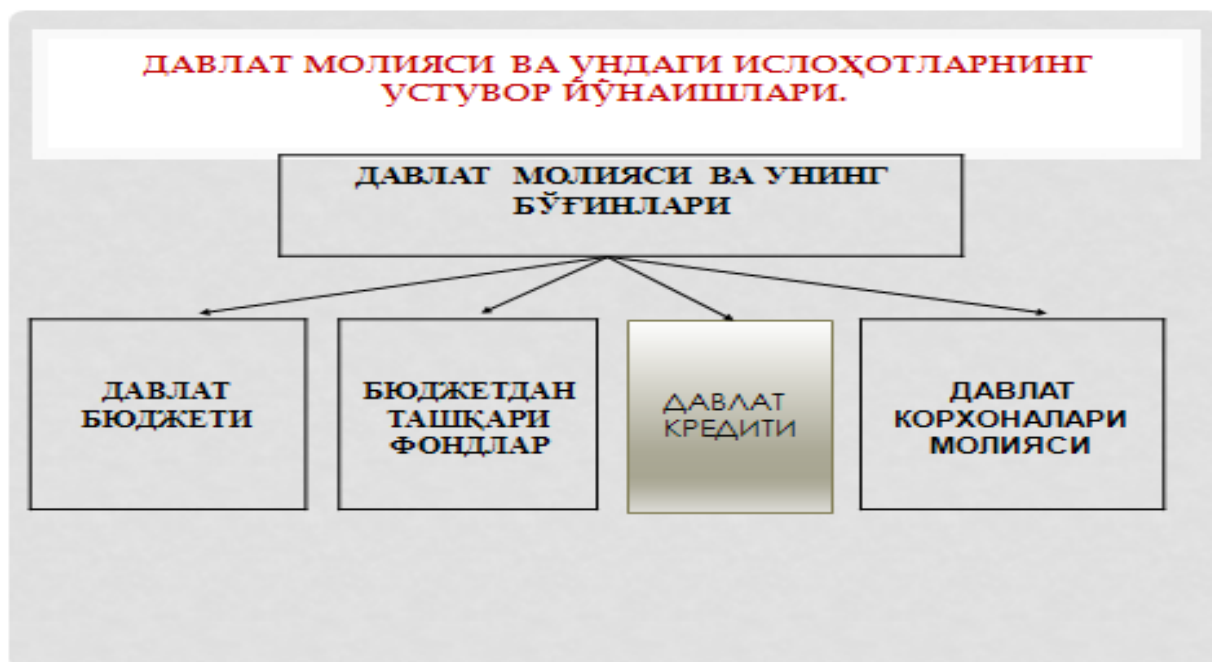 ДАВЛАТ МОЛИЯСИ ВА УНДАГИ ИСЛОҲОТЛАРНИНГ
УСТУВОР ЙЎНАИШЛАРИ.
ДАВЛАТ МОЛИЯСИ ВА УНИНГ
БЎҒИНЛАРИ
ДАВЛАТ
БЮДЖЕТИ
БЮДЖЕТДАН
ТАШҚАРИ
ФОНДЛАР
ДАВЛАТ
КРЕДИТИ
ДАВЛАТ
КОРХОНАЛАРИ
МОЛИЯСИ